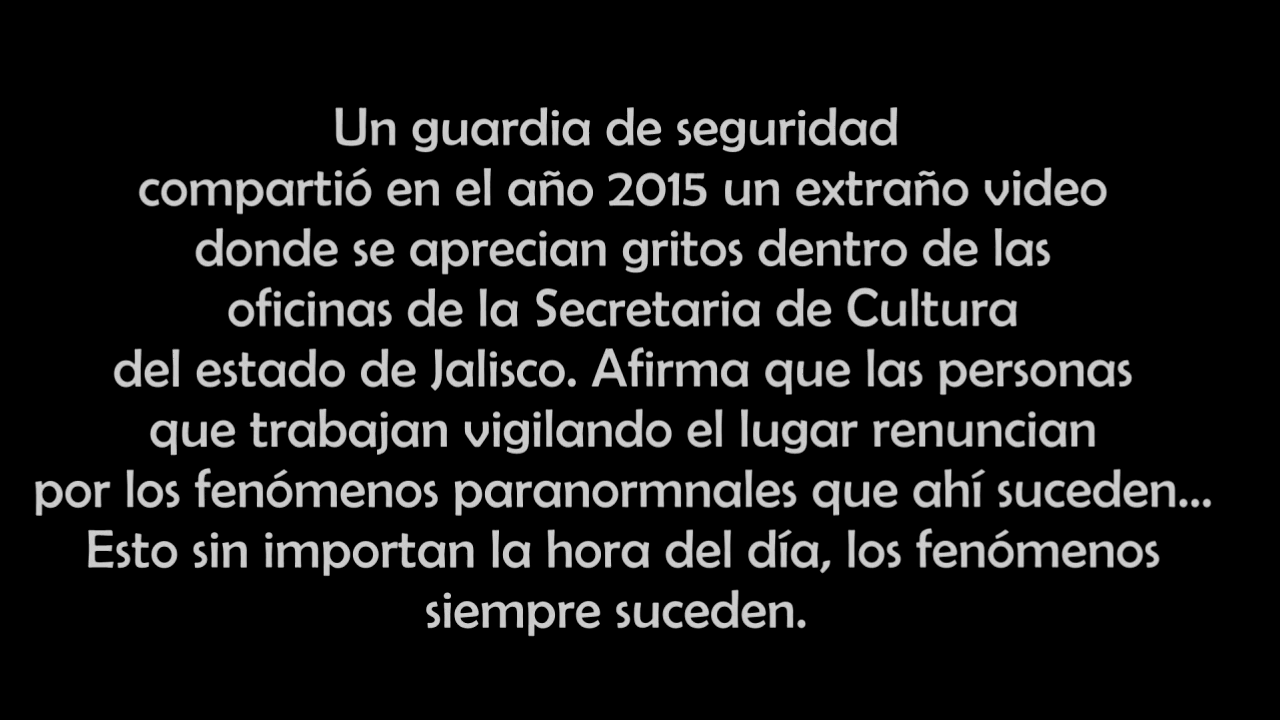 Un guardia de seguridad
compartió en el año 2015 un extraño video
donde se aprecian gritos dentro de las
oficinas de la Secretaria de Cultura
del estado de Jalisco. Afirma que las personas
que trabajan vigilando el lugar renuncian
por los fenómenos paranormnales que ahí suceden...
Esto sin importan la hora del día, los fenómenos
siempre suceden.